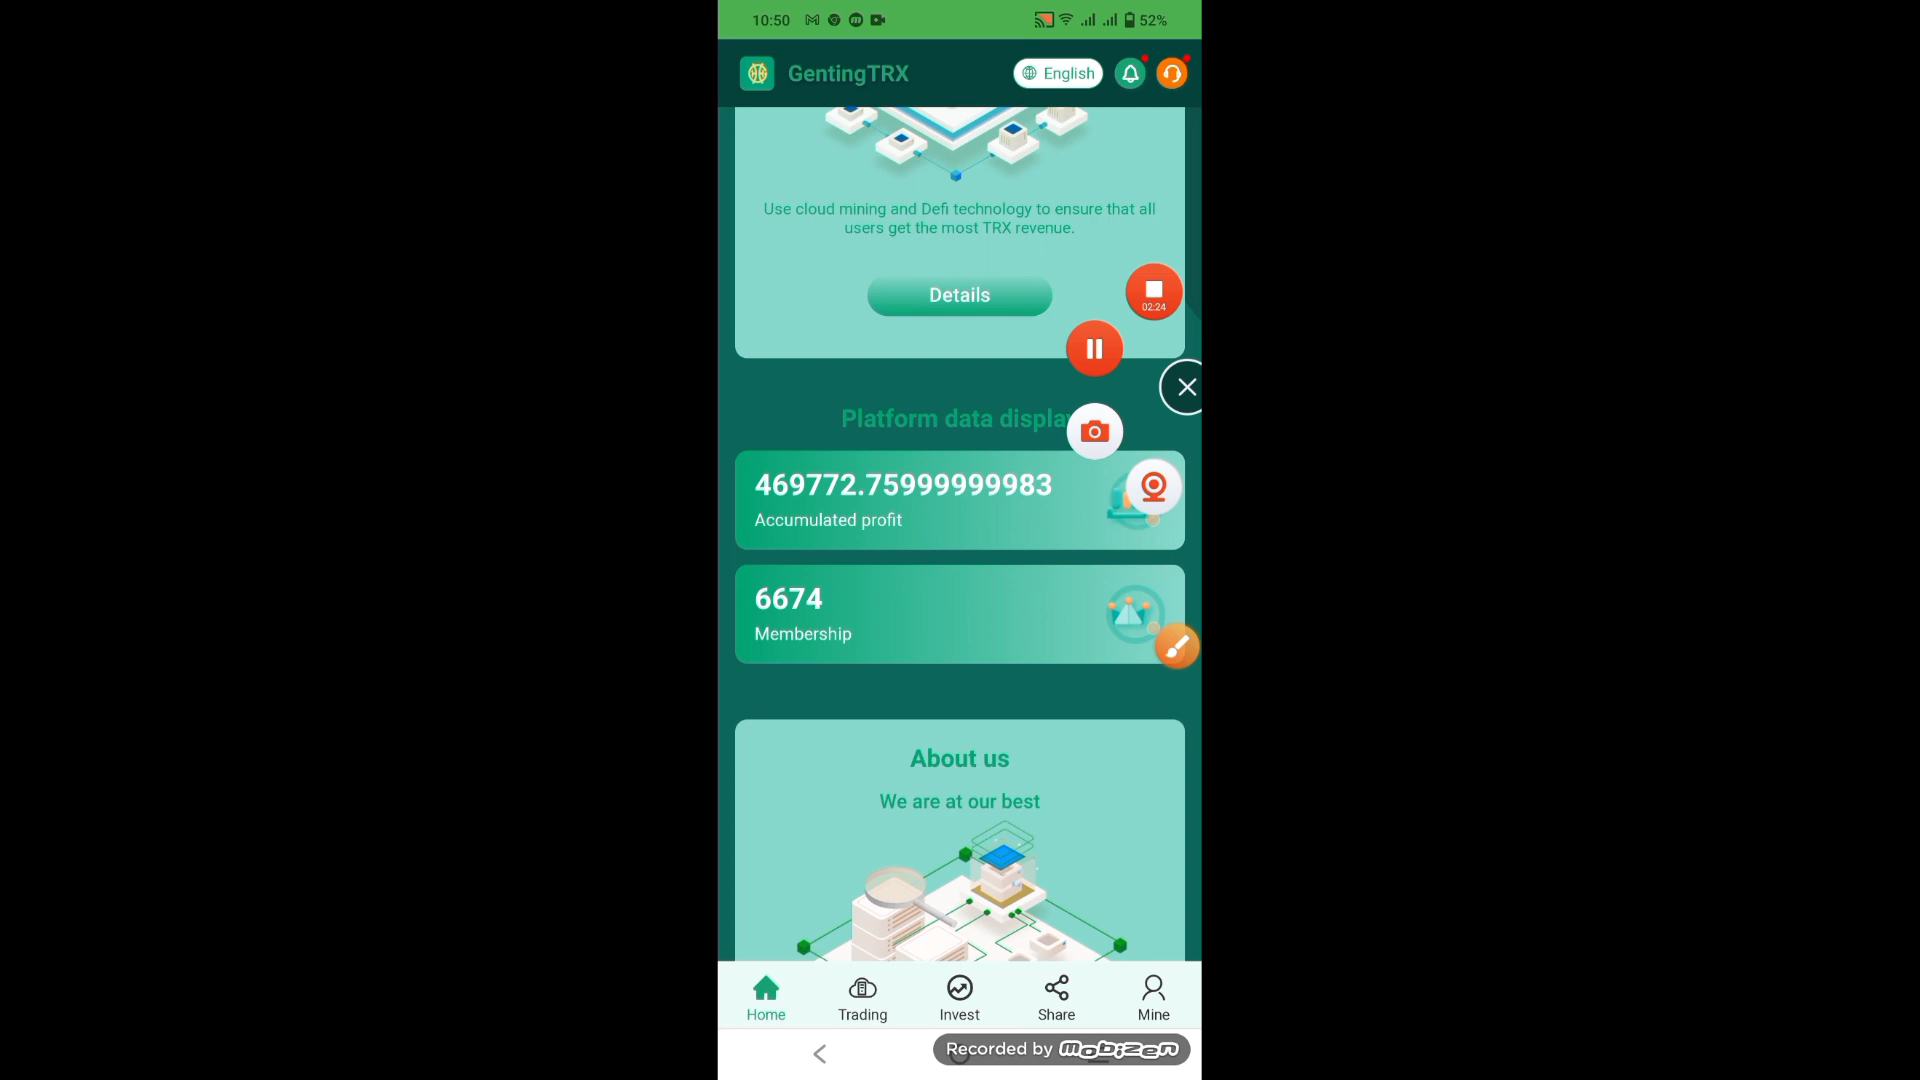 10:50
52%
GentingTRX
English
Use cloud mining and Defi technology to ensure that all
users get the most TRX revenue.
Details
02:24
Platform data display
469772.75999999983
Accumulated profit
6674
Membership
About us
We are at our best
Home
Trading
Invest
Share
Mine
Recorded by mobizen